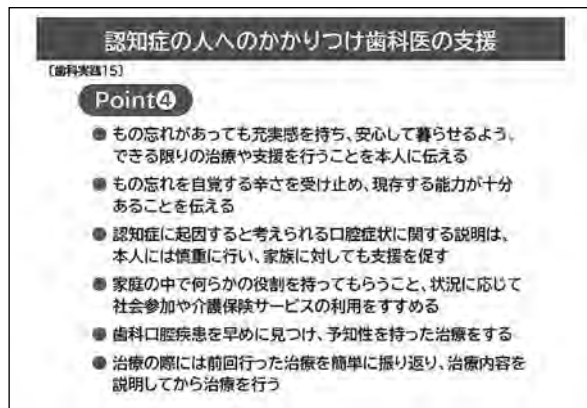 認知症の人へのかかりつけ歯科医の支援
〔歯科実践15〕
Point❹
● もの忘れがあっても充実感を持ち、安心して暮らせるよう、
できる限りの治療や支援を行うことを本人に伝える
● もの忘れを自覚する辛さを受け止め、現存する能力が十分
あることを伝える
● 認知症に起因すると考えられる口腔症状に関する説明は、
本人には慎重に行い、家族に対しても支援を促す
● 家庭の中で何らかの役割を持ってもらうこと、状況に応じて
社会参加や介護保険サービスの利用をすすめる
● 歯科口腔疾患を早めに見つけ、予知性を持った治療をする
● 治療の際には前回行った治療を簡単に振り返り、治療内容を
説明してから治療を行う